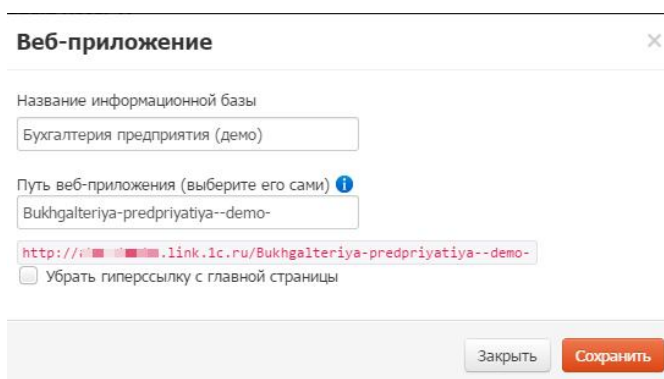 Веб-приложение
Название информационной базы
Бухгалтерия предприятия (демо)
Путь веб-приложения (выберите его сами)
Bukhgalteriya-predpriyatiya--demo-
http:// .link.1c.ru/Bukhgalteriya-predpriyatiya--demo-
Убрать гиперссылку с главной страницы
Закрыть Сохранить